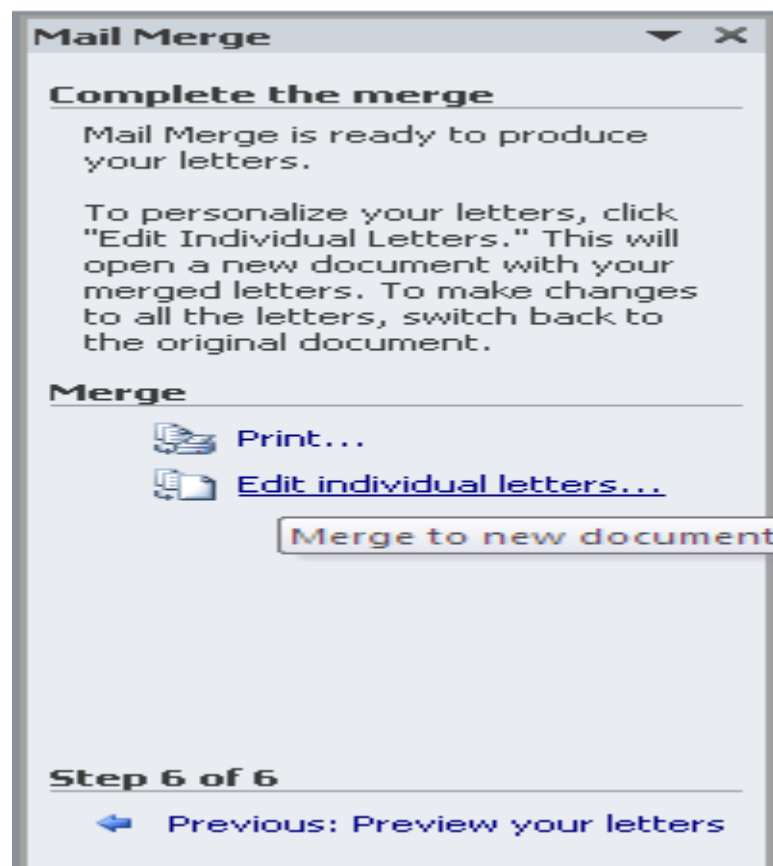 Mail Merge
Complete the merge
Mail Merge is ready to produce
your letters.
To personalize your letters, click
"Edit Individual Letters." This will
open a new document with your
merged letters. To make changes
to all the letters, switch back to
the original document.
Merge
Print...
Edit individual letters...
Merge to new document
Step 6 of 6
Previous: Preview your letters